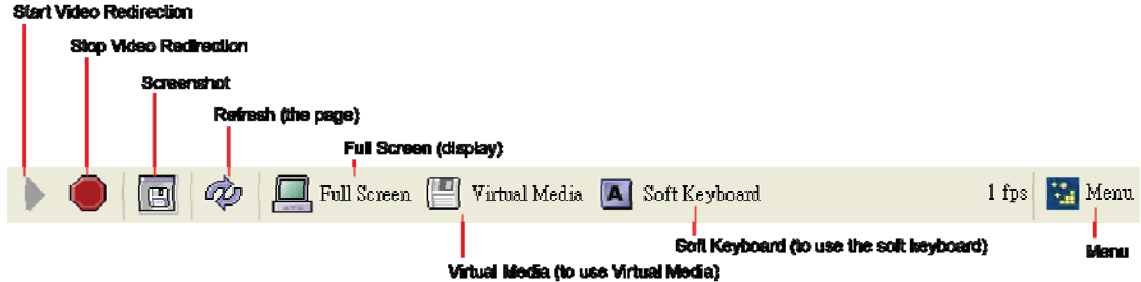 Start Video Redirection
Stop Video Redirection
Screenshot
Refresh (the page)
Full Screen (display)
Full Screen Virtual Media A Soft Keyboard 1 fps Menu
Soft Keyboard (to use the soft keyboard)
Menu
Virtual Media (to use Virtual Media)